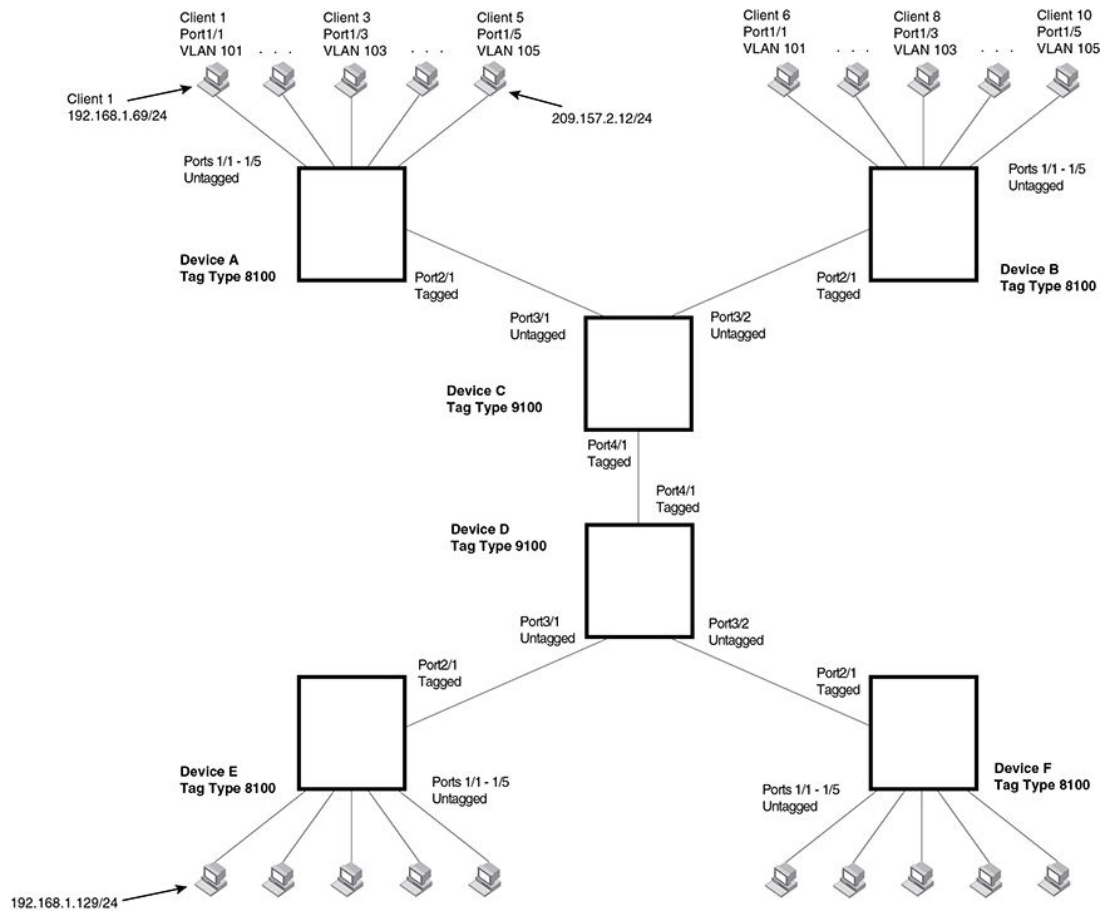 Client 1
Port1/1
VLAN 101
. . .
Client 3
Port1/3
VLAN 103
. . .
Client 5
Port1/5
VLAN 105
Client 6
Port1/1
VLAN 101
. . .
Client 8
Port1/3
VLAN 103
. . .
Client 10
Port1/5
VLAN 105
Client 1
192.168.1.69/24
209.157.2.12/24
Ports 1/1 - 1/5
Untagged
Ports 1/1 - 1/5
Untagged
Device A
Tag Type 8100
Port2/1
Tagged
Port2/1
Tagged
Device B
Tag Type 8100
Port3/1
Untagged
Port3/2
Untagged
Device C
Tag Type 9100
Port4/1
Tagged
Port4/1
Tagged
Device D
Tag Type 9100
Port3/1
Untagged
Port3/2
Untagged
Port2/1
Tagged
Port2/1
Tagged
Device E
Tag Type 8100
Ports 1/1 - 1/5
Untagged
Ports 1/1 - 1/5
Untagged
Device F
Tag Type 8100
192.168.1.129/24